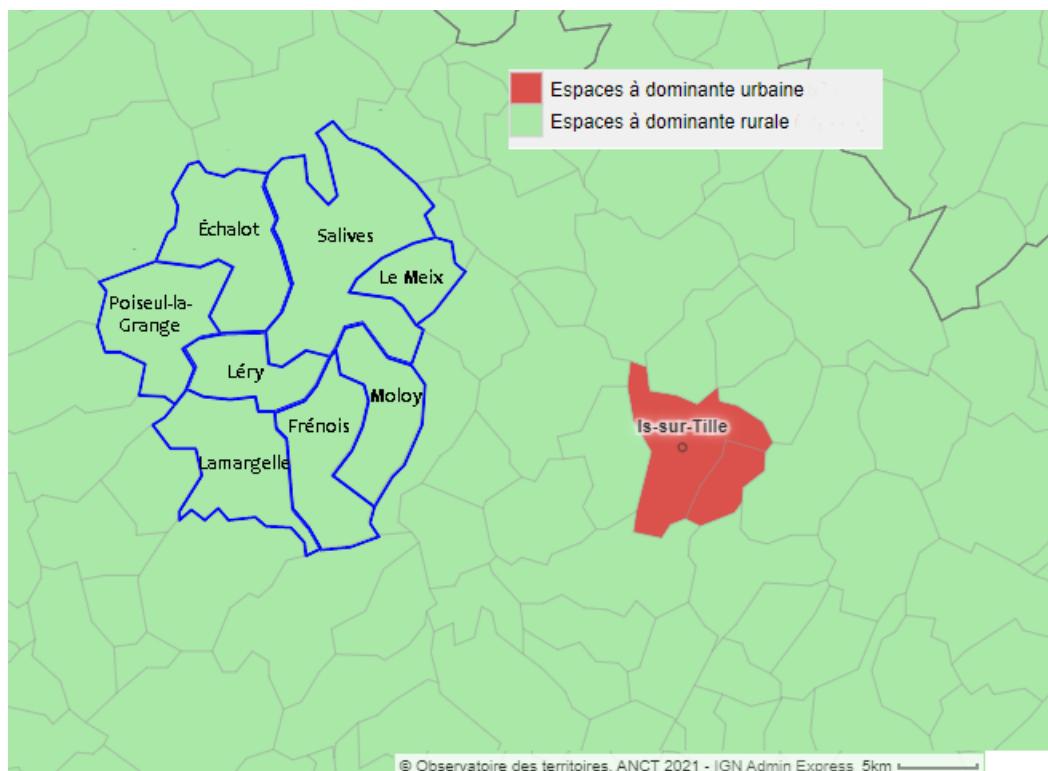 Espaces à dominante urbaine
Espaces à dominante rurale
Échalot
Salives
Le Meix
Poiseul-la-
Grange
Léry
Moloy
Frénois
Is-sur-Tille
Lamargelle
© Observatoire des territoires, ANCT 2021 - IGN Admin Express 5km